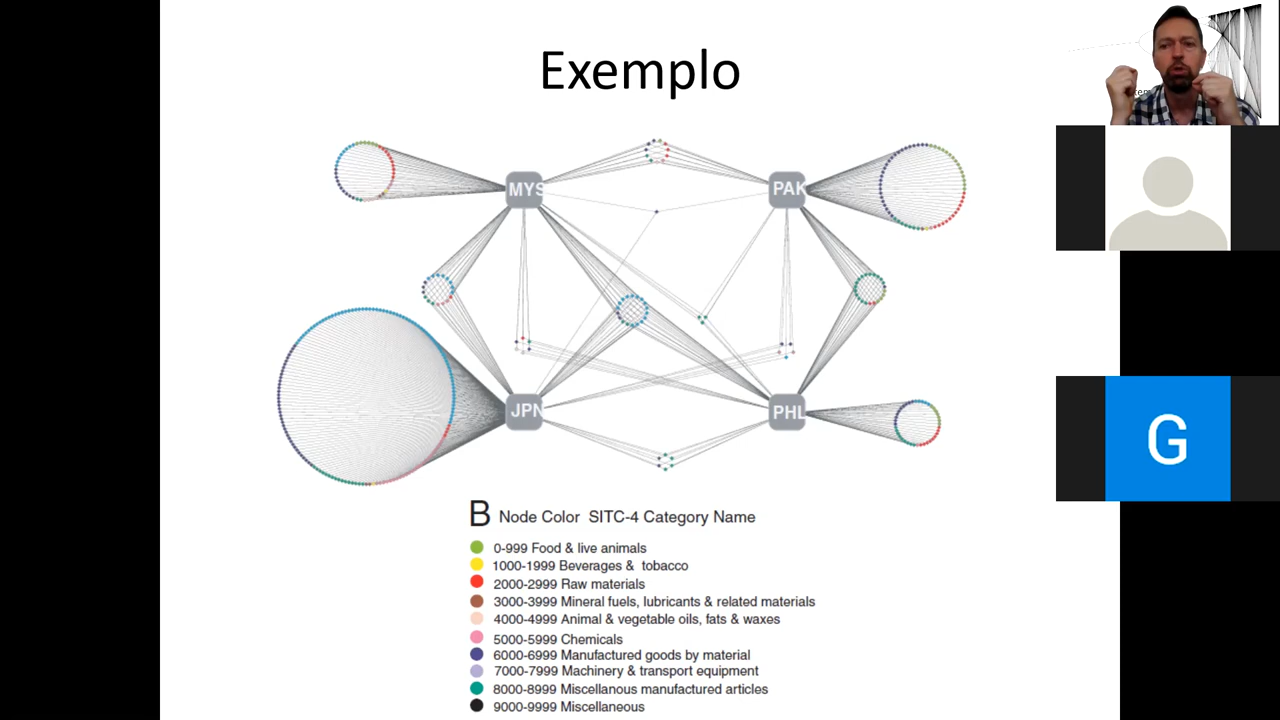 Exemplo
MYS
PAK
JPN
PHL
B Node Color SITC-4 Category Name
0-999 Food & live animals
1000-1999 Beverages & tobacco
2000-2999 Raw materials
3000-3999 Mineral fuels, lubricants & related materials
4000-4999 Animal & vegetable oils, fats & waxes
5000-5999 Chemicals
6000-6999 Manufactured goods by material
7000-7999 Machinery & transport equipment
8000-8999 Miscellanous manufactured articles
9000-9999 Miscellaneous
G